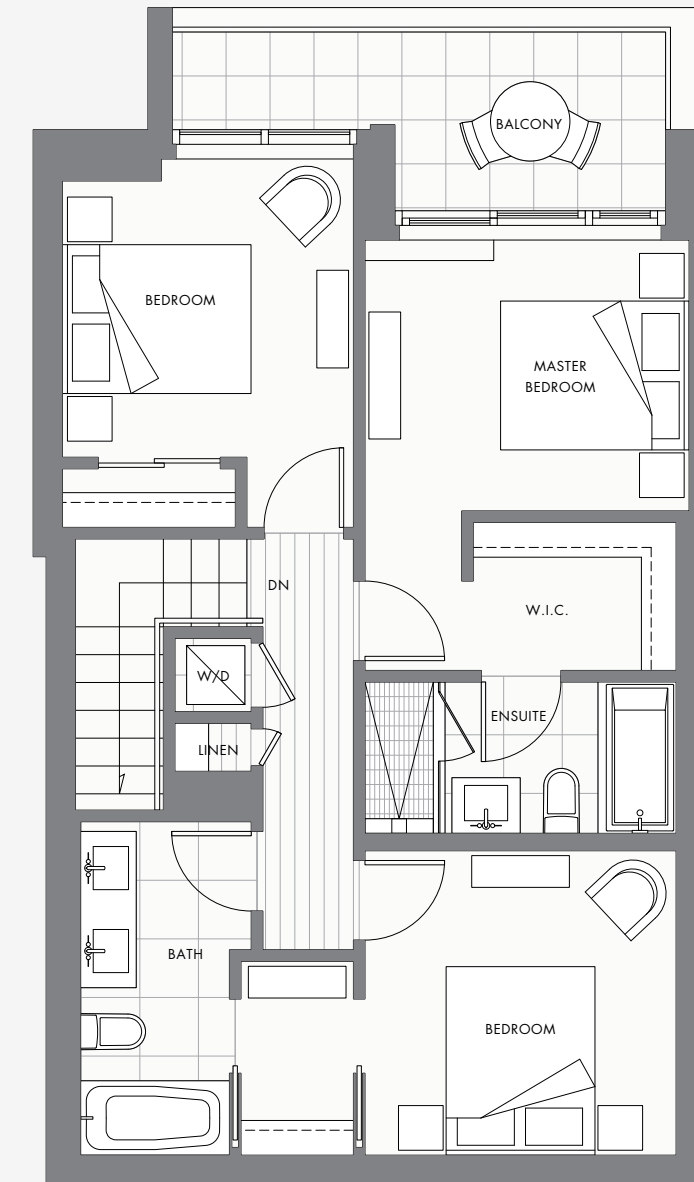 BALCONY
BEDROOM
MASTER
BEDROOM
DN
W.I.C.
W/D
ENSUITE
LINEN
BATH
BEDROOM